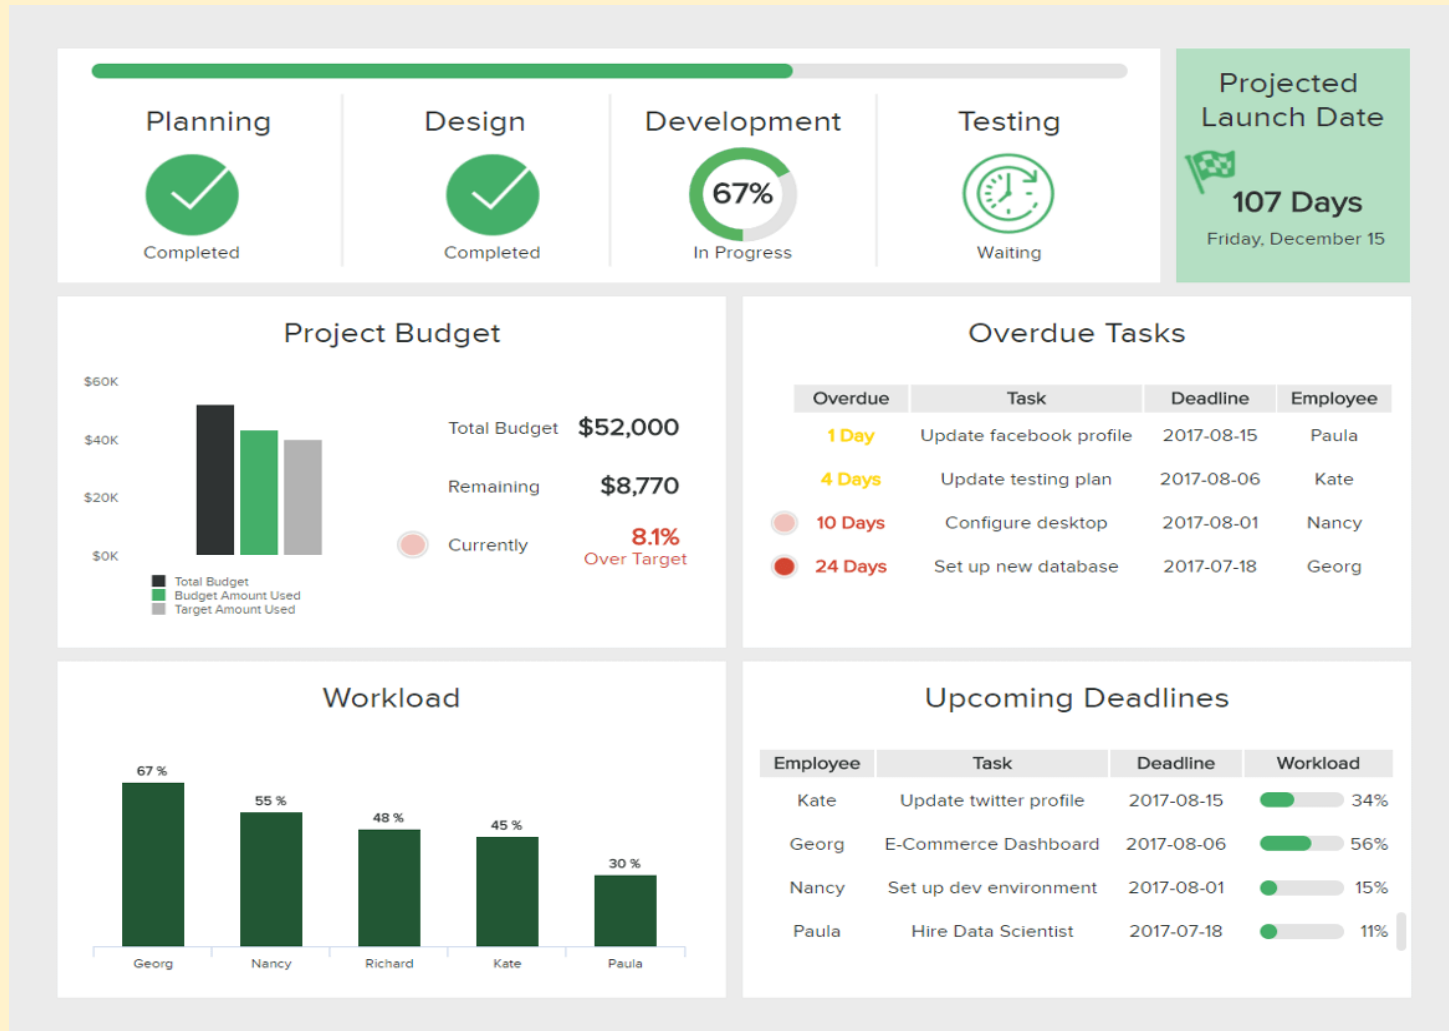 Planning
Design
Development
Testing
67%
Completed
Completed
In Progress
Waiting
Projected
Launch Date
107 Days
Friday, December 15
Project Budget
$60K
$40K
$20K
$0K
Total Budget
Budget Amount Used
Target Amount Used
Total Budget $52,000
Remaining $8,770
Currently 8.1%
Over Target
Overdue Tasks
Overdue Task Deadline Employee
1 Day Update facebook profile 2017-08-15 Paula
4 Days Update testing plan 2017-08-06 Kate
10 Days Configure desktop 2017-08-01 Nancy
24 Days Set up new database 2017-07-18 Georg
Workload
67 %
55 %
48 %
45 %
30 %
Georg Nancy Richard Kate Paula
Upcoming Deadlines
Employee Task Deadline Workload
Kate Update twitter profile 2017-08-15 34%
Georg E-Commerce Dashboard 2017-08-06 56%
Nancy Set up dev environment 2017-08-01 15%
Paula Hire Data Scientist 2017-07-18 11%